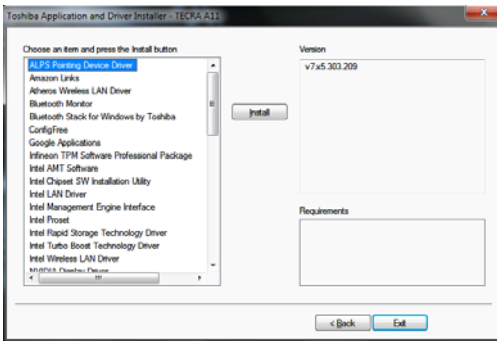 Toshiba Application and Driver Installer - TECRA A11
Choose an item and press the Install button
Version
ALPS Pointing Device Driver
Amazon Links
Atheros Wireless LAN Driver
Bluetooth Monitor
Bluetooth Stack for Windows by Toshiba
ConfigFree
Google Applications
Infineon TPM Software Professional Package
Intel AMT Software
Intel Chipset SW Installation Utility
Intel LAN Driver
Intel Management Engine Interface
Intel Proset
Intel Rapid Storage Technology Driver
Intel Turbo Boost Technology Driver
Intel Wireless LAN Driver
NVIDIA Display Driver
v7.x5.303.209
Install
Requirements
< Back
Exit